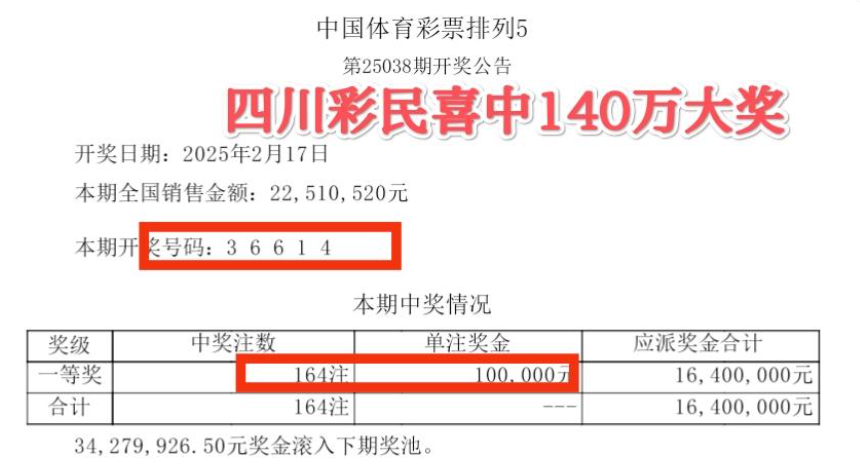 中国体育彩票排列5
第25038期开奖公告
四川彩民喜中140万大奖
开奖日期：2025年2月17日
本期全国销售金额：22,510,520元
本期开奖号码：3 6 6 1 4
本期中奖情况
奖级 中奖注数 单注奖金 应派奖金合计
一等奖 164注 100,000元 16,400,000元
合计 164注 --- 16,400,000元
34,279,926.50元奖金滚入下期奖池。